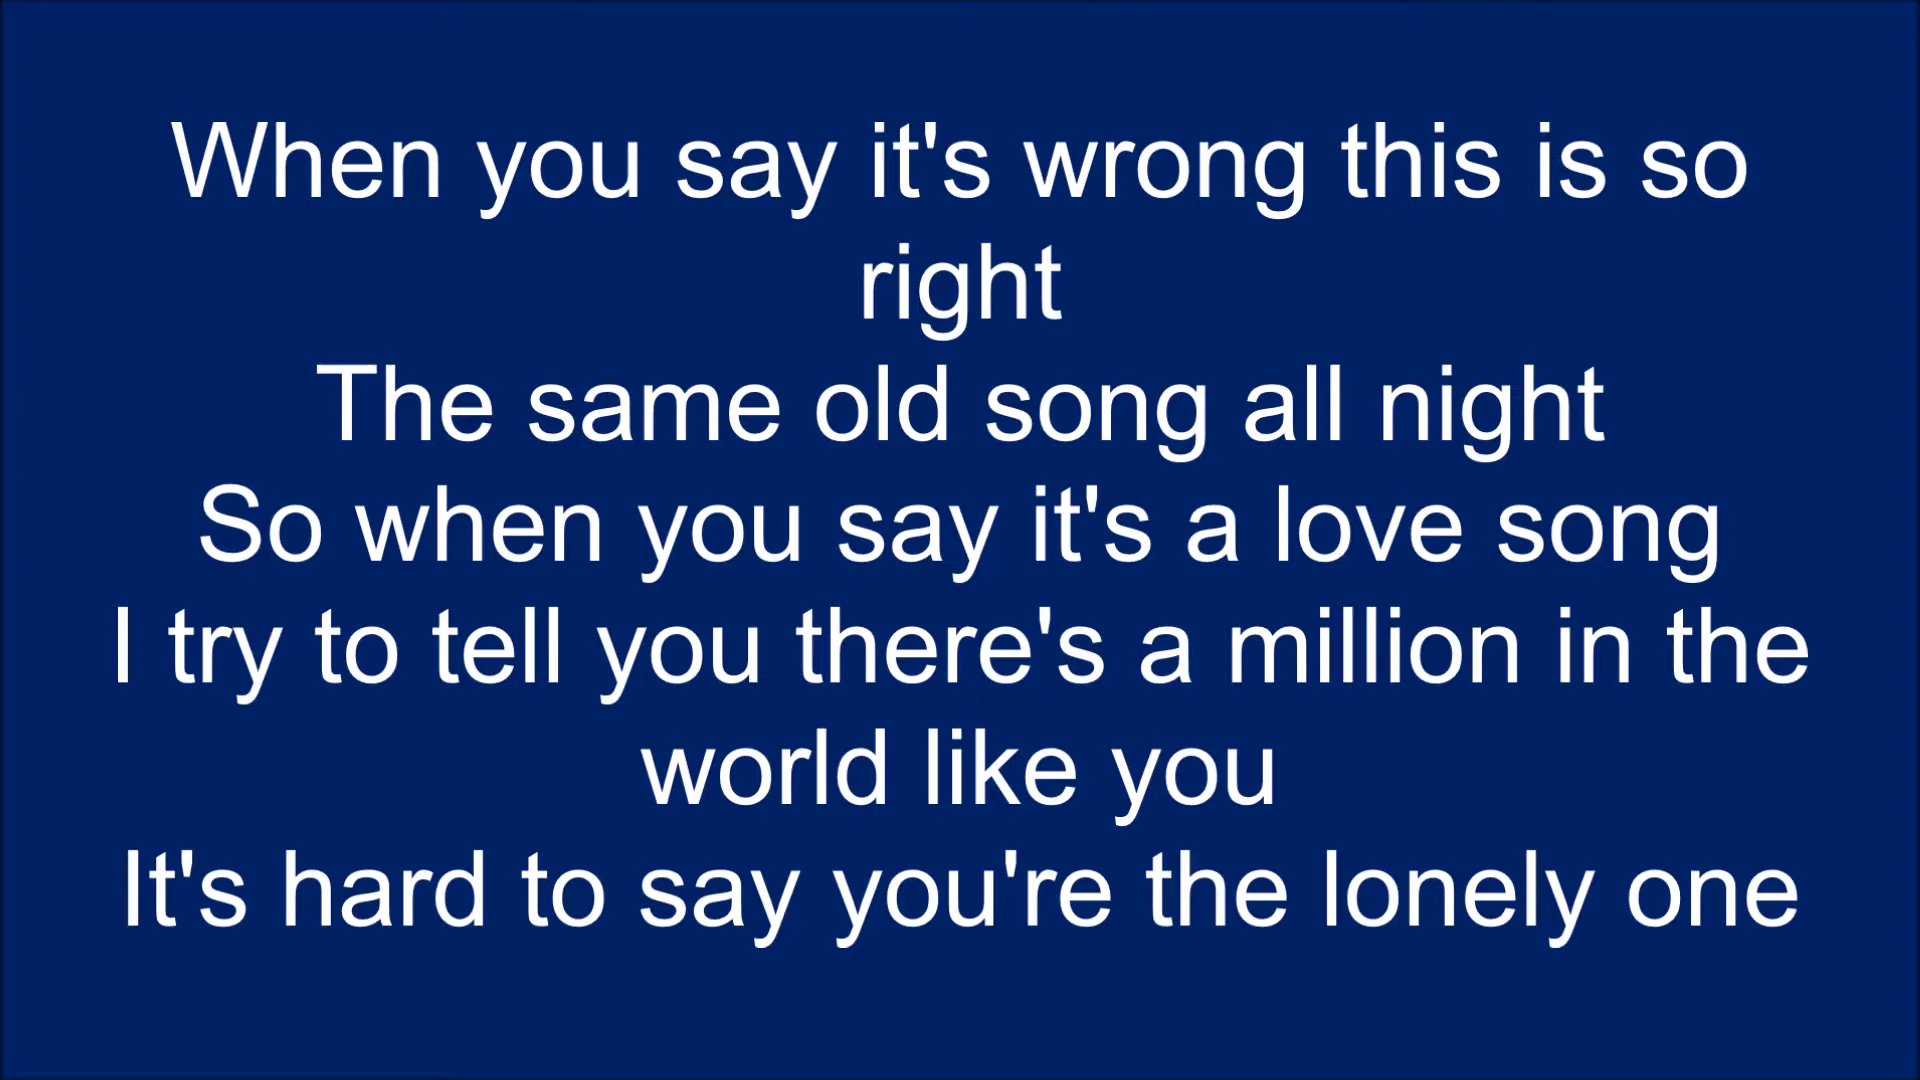 When you say it's wrong this is so
right
The same old song all night
So when you say it's a love song
I try to tell you there's a million in the
world like you
It's hard to say you're the lonely one